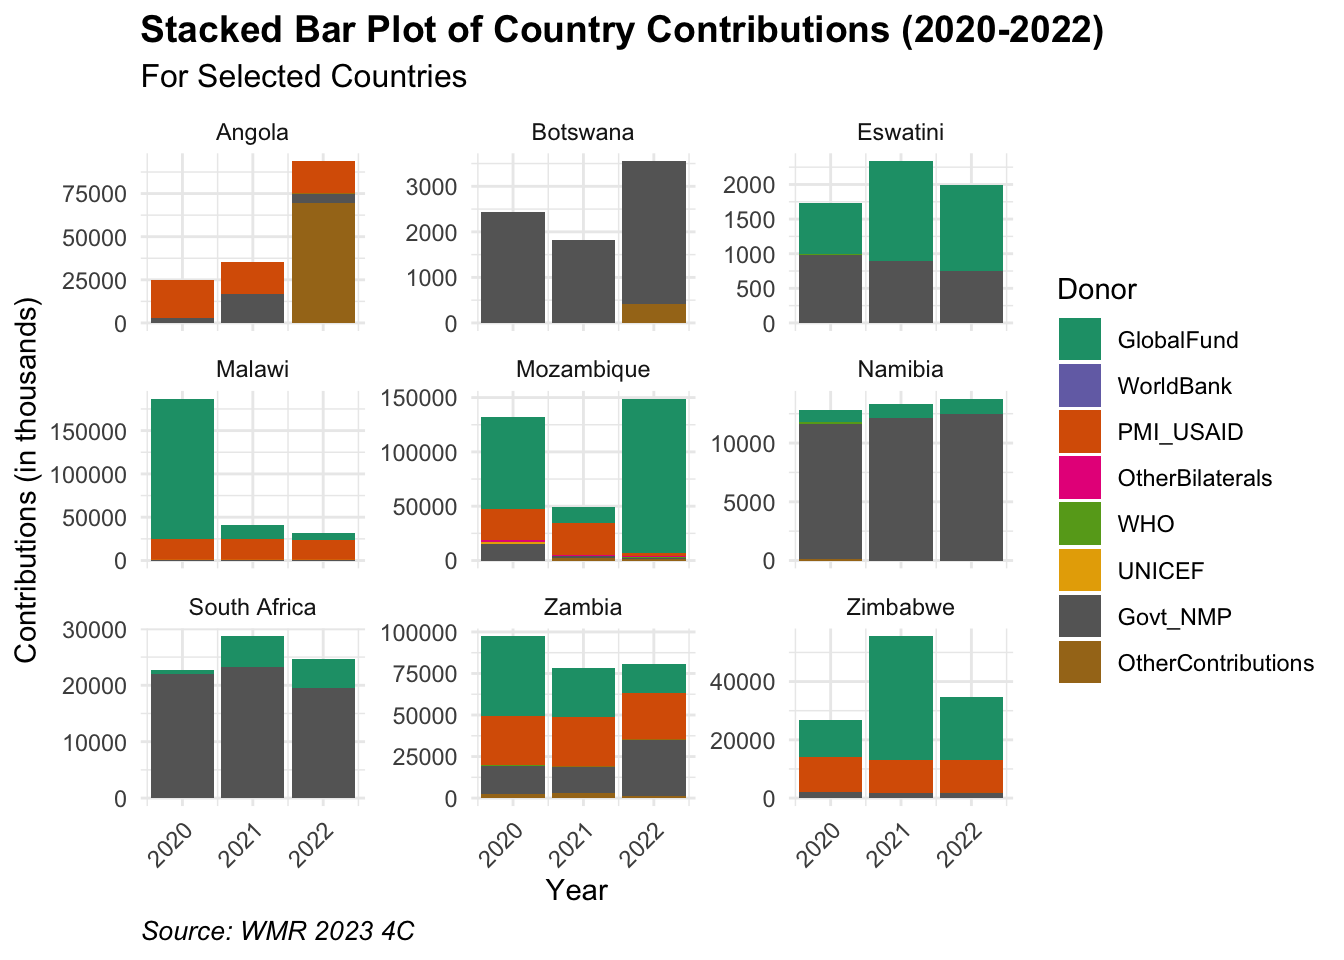 Stacked Bar Plot of Country Contributions (2020-2022)
For Selected Countries
Angola
Botswana
Eswatini
75000
50000
25000
0
3000
2000
1000
0
2000
1500
1000
500
0
Malawi
Mozambique
Namibia
150000
100000
50000
0
150000
100000
50000
0
10000
5000
0
South Africa
Zambia
Zimbabwe
30000
20000
10000
0
100000
75000
50000
25000
0
40000
20000
0
2020
2021
2022
2020
2021
2022
2020
2021
2022
Contributions (in thousands)
Year
Donor
GlobalFund
WorldBank
PMI_USAID
OtherBilaterals
WHO
UNICEF
Govt_NMP
OtherContributions
Source: WMR 2023 4C